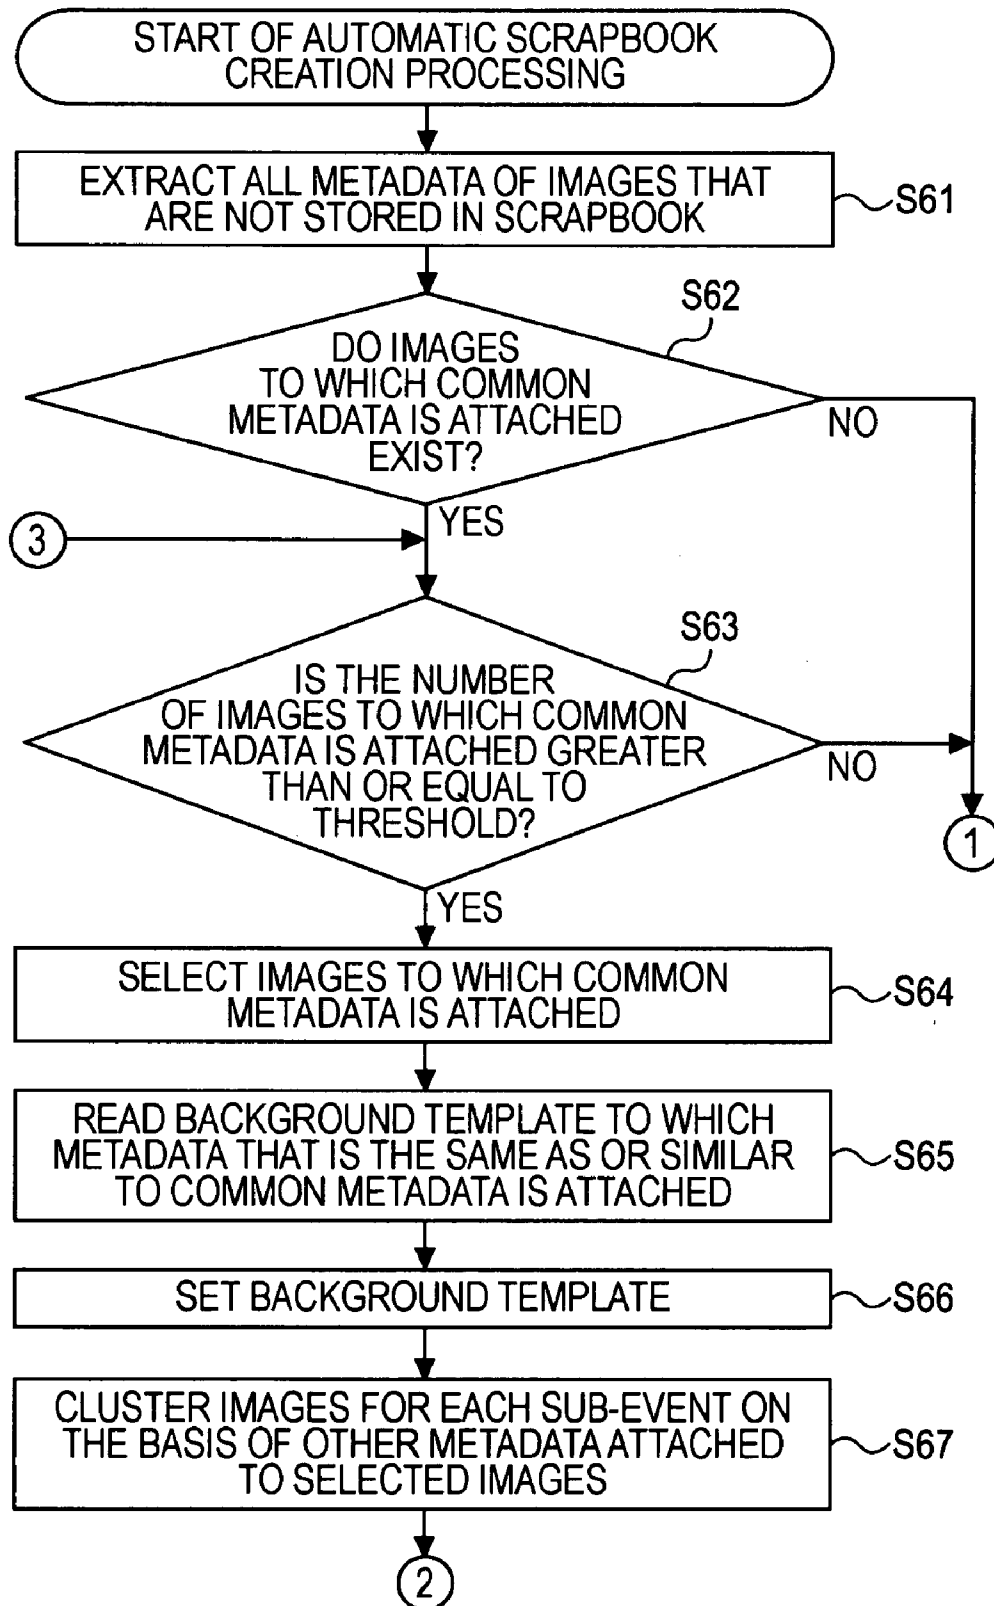 START OF AUTOMATIC SCRAPBOOK
CREATION PROCESSING
EXTRACT ALL METADATA OF IMAGES THAT
ARE NOT STORED IN SCRAPBOOK
S61
S62
DO IMAGES
TO WHICH COMMON
METADATA IS ATTACHED
EXIST?
NO
YES
3
S63
IS THE NUMBER
OF IMAGES TO WHICH COMMON
METADATA IS ATTACHED GREATER
THAN OR EQUAL TO
THRESHOLD?
NO
1
YES
SELECT IMAGES TO WHICH COMMON
METADATA IS ATTACHED
S64
READ BACKGROUND TEMPLATE TO WHICH
METADATA THAT IS THE SAME AS OR SIMILAR
TO COMMON METADATA IS ATTACHED
S65
SET BACKGROUND TEMPLATE
S66
CLUSTER IMAGES FOR EACH SUB-EVENT ON
THE BASIS OF OTHER METADATA ATTACHED
TO SELECTED IMAGES
S67
2